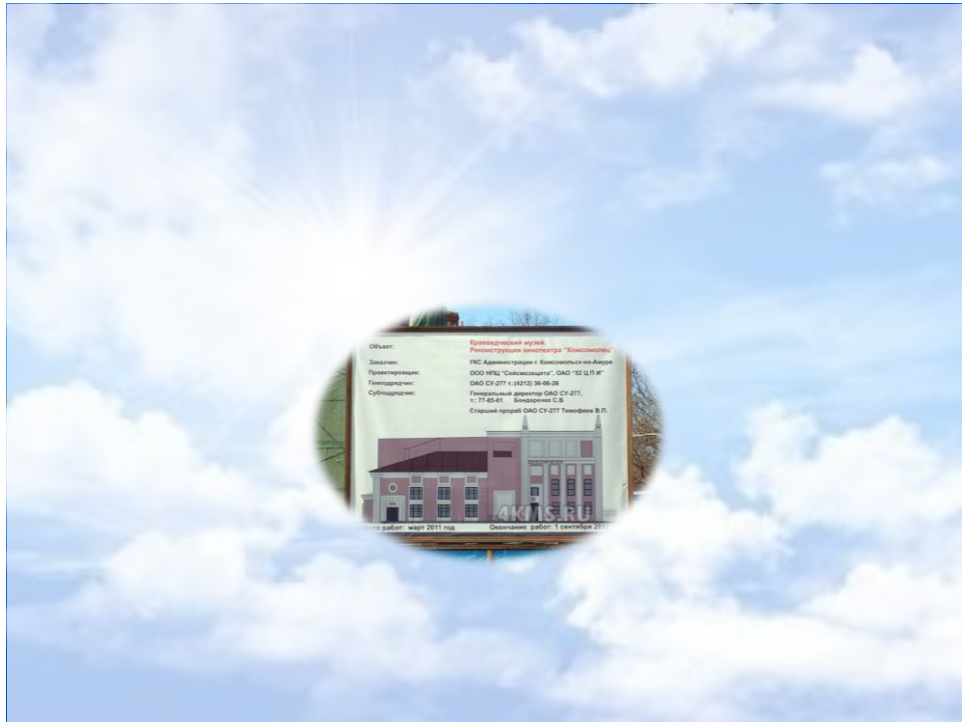 Объект: Краеведческий музей.
Реконструкция кинотеатра "Комсомолец"
Заказчик: УКС Администрации г. Комсомольск-на-Амуре
Проектировщик: ООО НПЦ "Сейсмозащита", ОАО "52 Ц П И"
Генподрядчик: ОАО СУ-277 т.:(4212) 36-06-26
Субподрядчик: Генеральный директор ОАО СУ-277,
т.: 77-85-01 Бондаренко С.В.
Старший прораб ОАО СУ-277 Тимофеев В.П.
4KMS.RU
работ: март 2011 год Окончание работ: 1 сентября